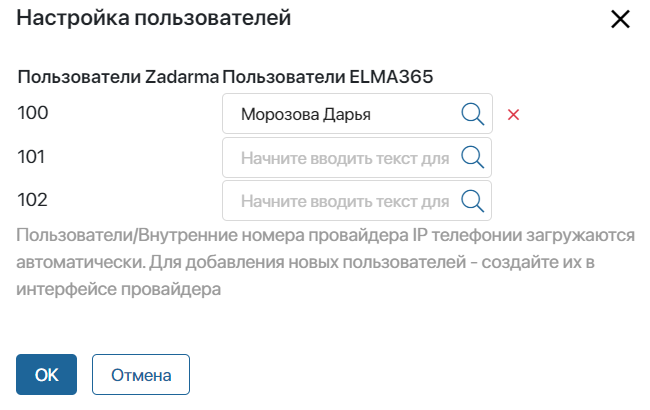 Настройка пользователей
Пользователи Zadarma Пользователи ELMA365
100 Морозова Дарья
101 Начните вводить текст для
102 Начните вводить текст для
Пользователи/Внутренние номера провайдера IP телефонии загружаются
автоматически. Для добавления новых пользователей - создайте их в
интерфейсе провайдера
ОК Отмена